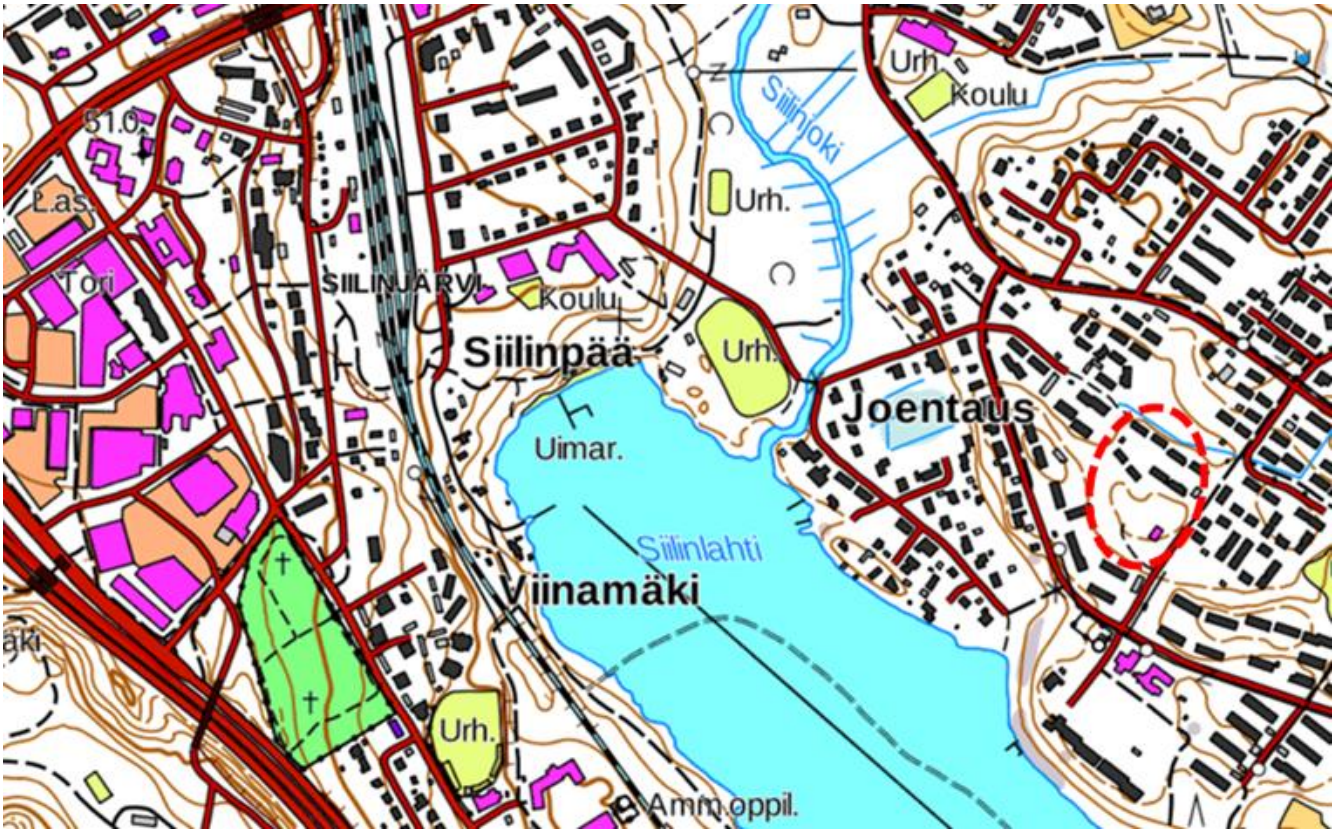 Urh.
Koulu
Siilinjoki
51.0
L.as.
Urh.
Tori
SIILINJÄRVI
Koulu
Siilinpää
Urh.
Joentaus
Uimar.
Siilinlahti
Viinamäki
äki
Urh.
Amm.oppil.